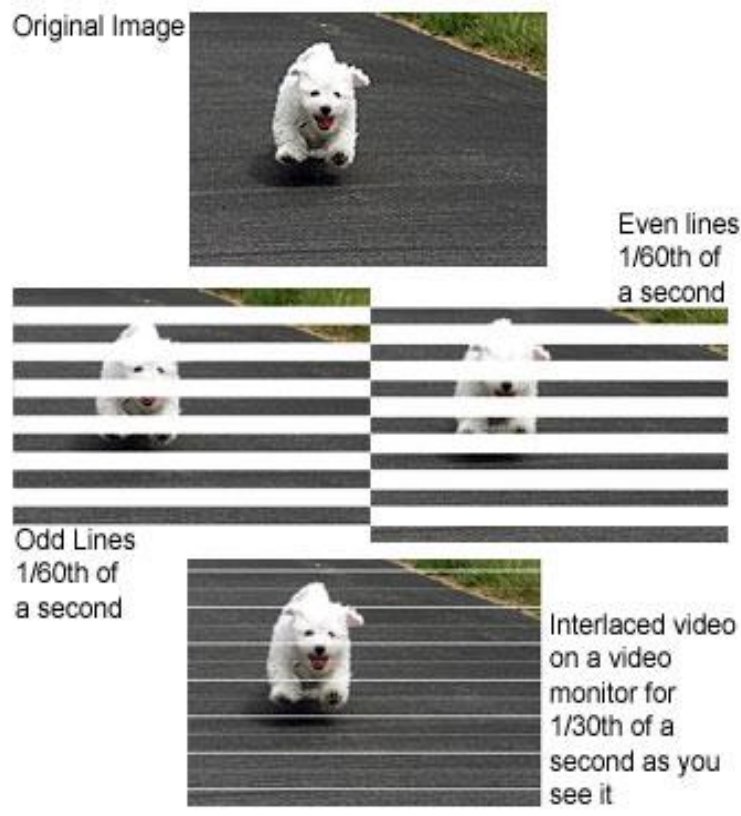 Original Image
Even lines
1/60th of
a second
Odd Lines
1/60th of
a second
Interlaced video
on a video
monitor for
1/30th of a
second as you
see it